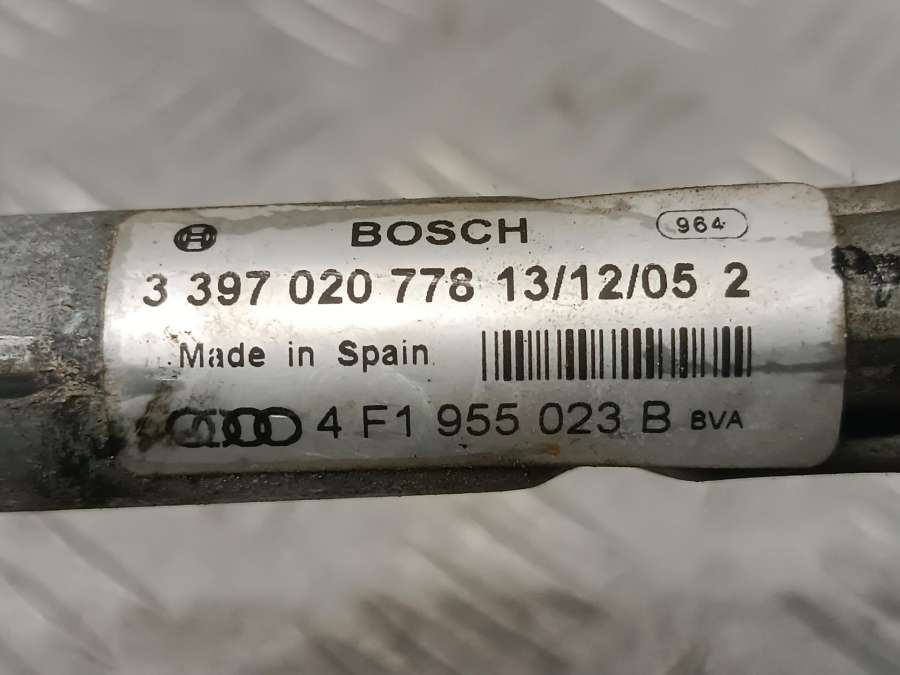 BOSCH 964
3 397 020 778 13/12/05 2
Made in Spain
4 F1 955 023 B BVA